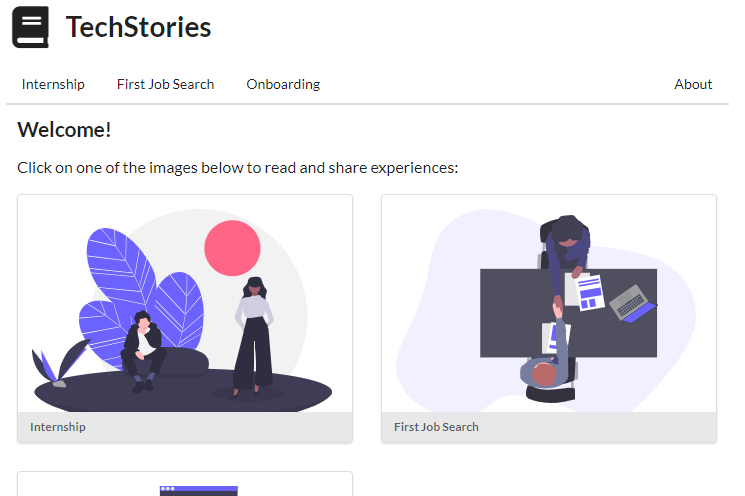 TechStories
Internship First Job Search Onboarding About
Welcome!
Click on one of the images below to read and share experiences:
Internship First Job Search